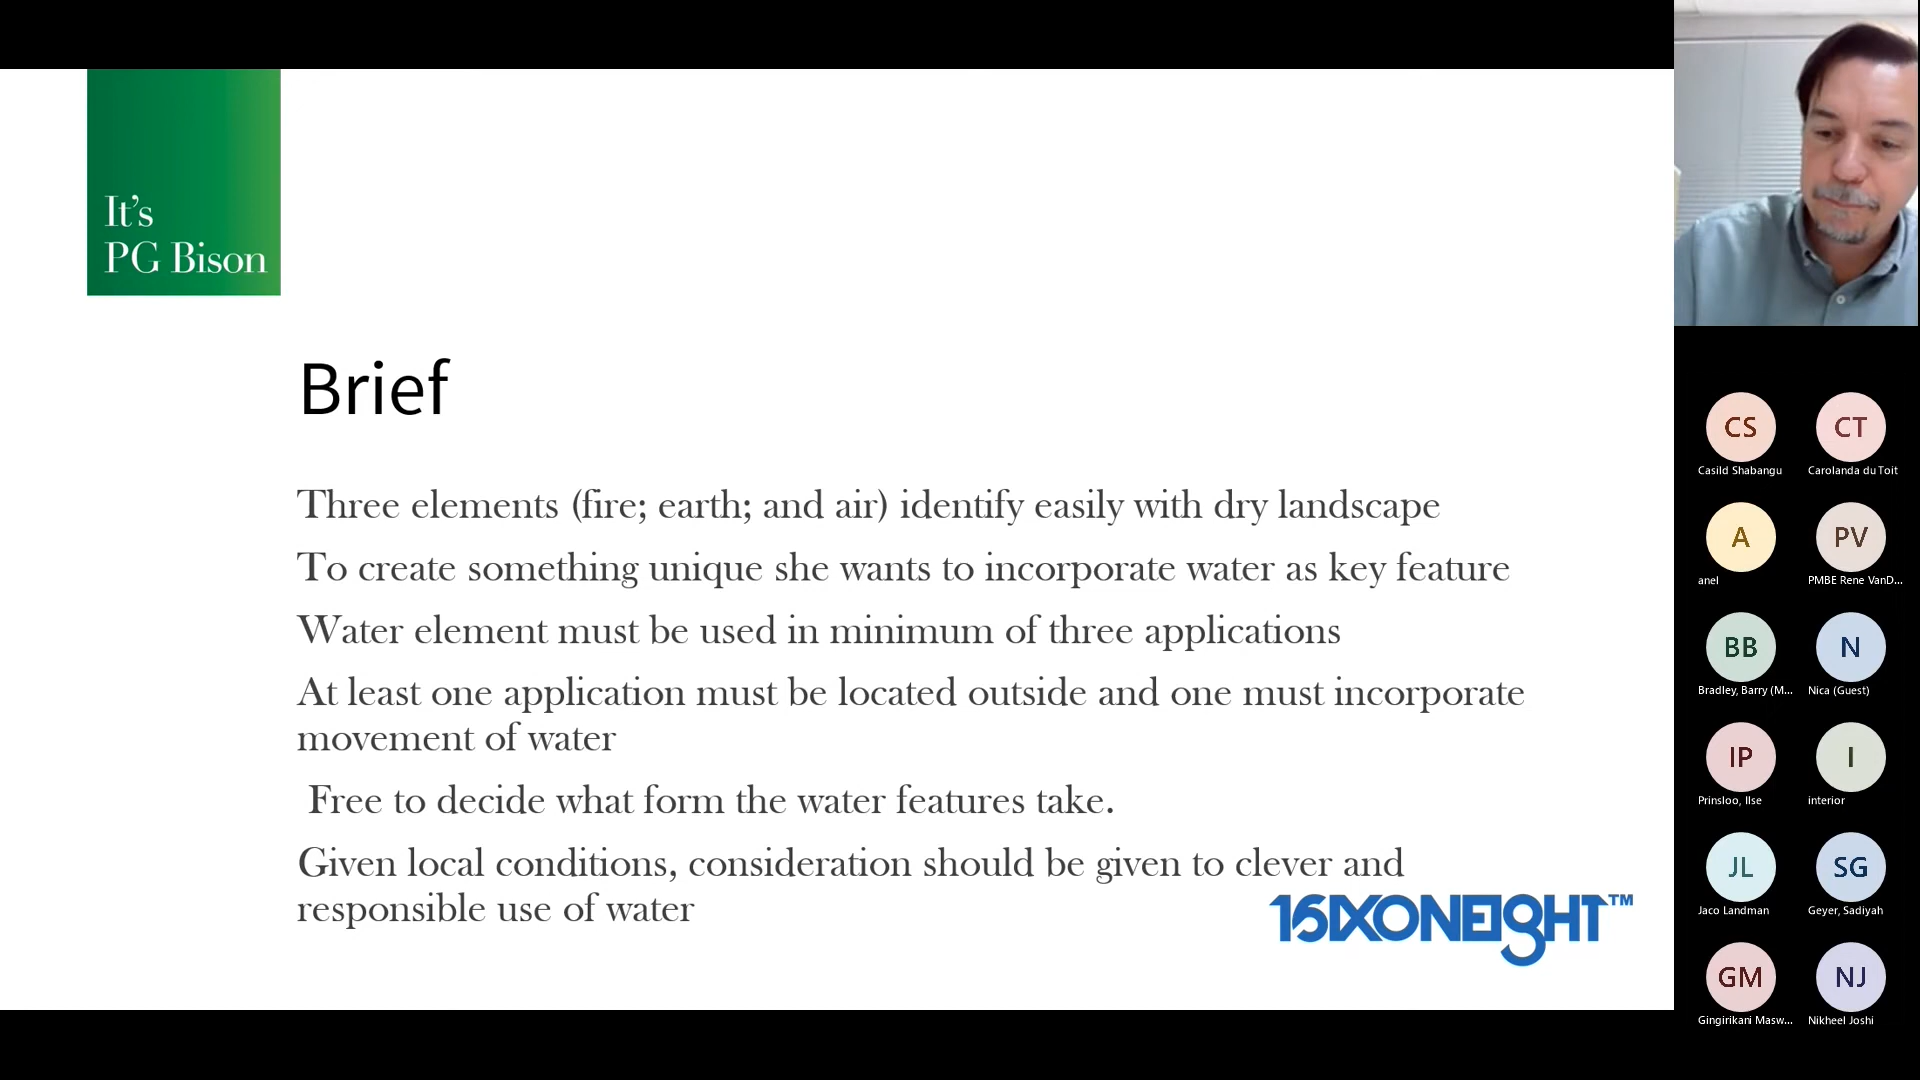 It's
PG Bison
Brief
Three elements (fire; earth; and air) identify easily with dry landscape
To create something unique she wants to incorporate water as key feature
Water element must be used in minimum of three applications
At least one application must be located outside and one must incorporate
movement of water
Free to decide what form the water features take.
Given local conditions, consideration should be given to clever and
responsible use of water
1SIXONEIGHT™
CS
Casild Shabangu
CT
Carolanda du Toit
A
anel
PV
PMBE Rene VanD...
BB
Bradley, Barry (M...
N
Nica (Guest)
IP
Prinsloo, Ilse
I
interior
JL
Jaco Landman
SG
Geyer, Sadiyah
GM
Gingirikani Masw...
NJ
Nikheel Joshi